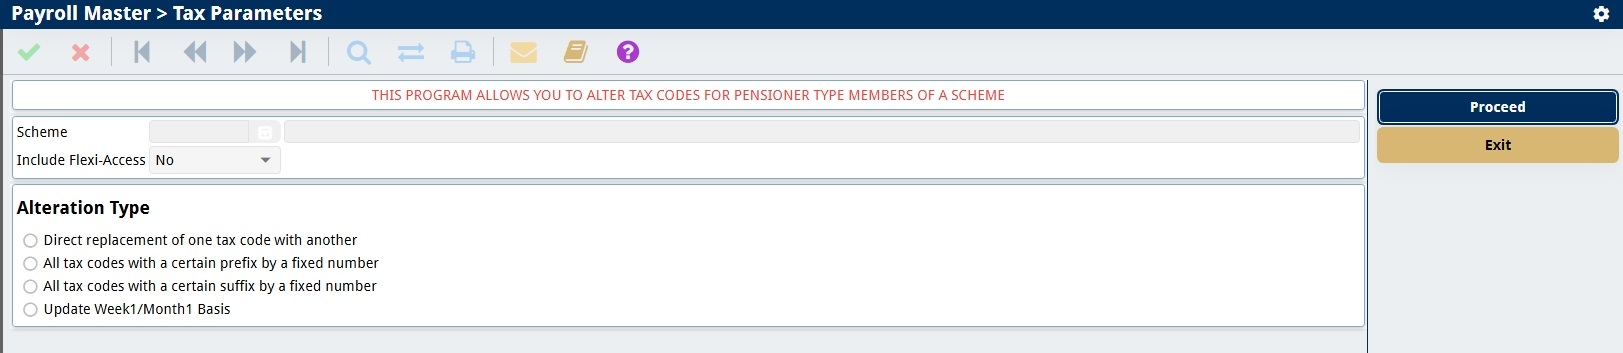 Payroll Master > Tax Parameters
?
THIS PROGRAM ALLOWS YOU TO ALTER TAX CODES FOR PENSIONER TYPE MEMBERS OF A SCHEME
Proceed
Scheme
Exit
Include Flexi-Access No
Alteration Type
Direct replacement of one tax code with another
All tax codes with a certain prefix by a fixed number
All tax codes with a certain suffix by a fixed number
Update Week1/Month1 Basis